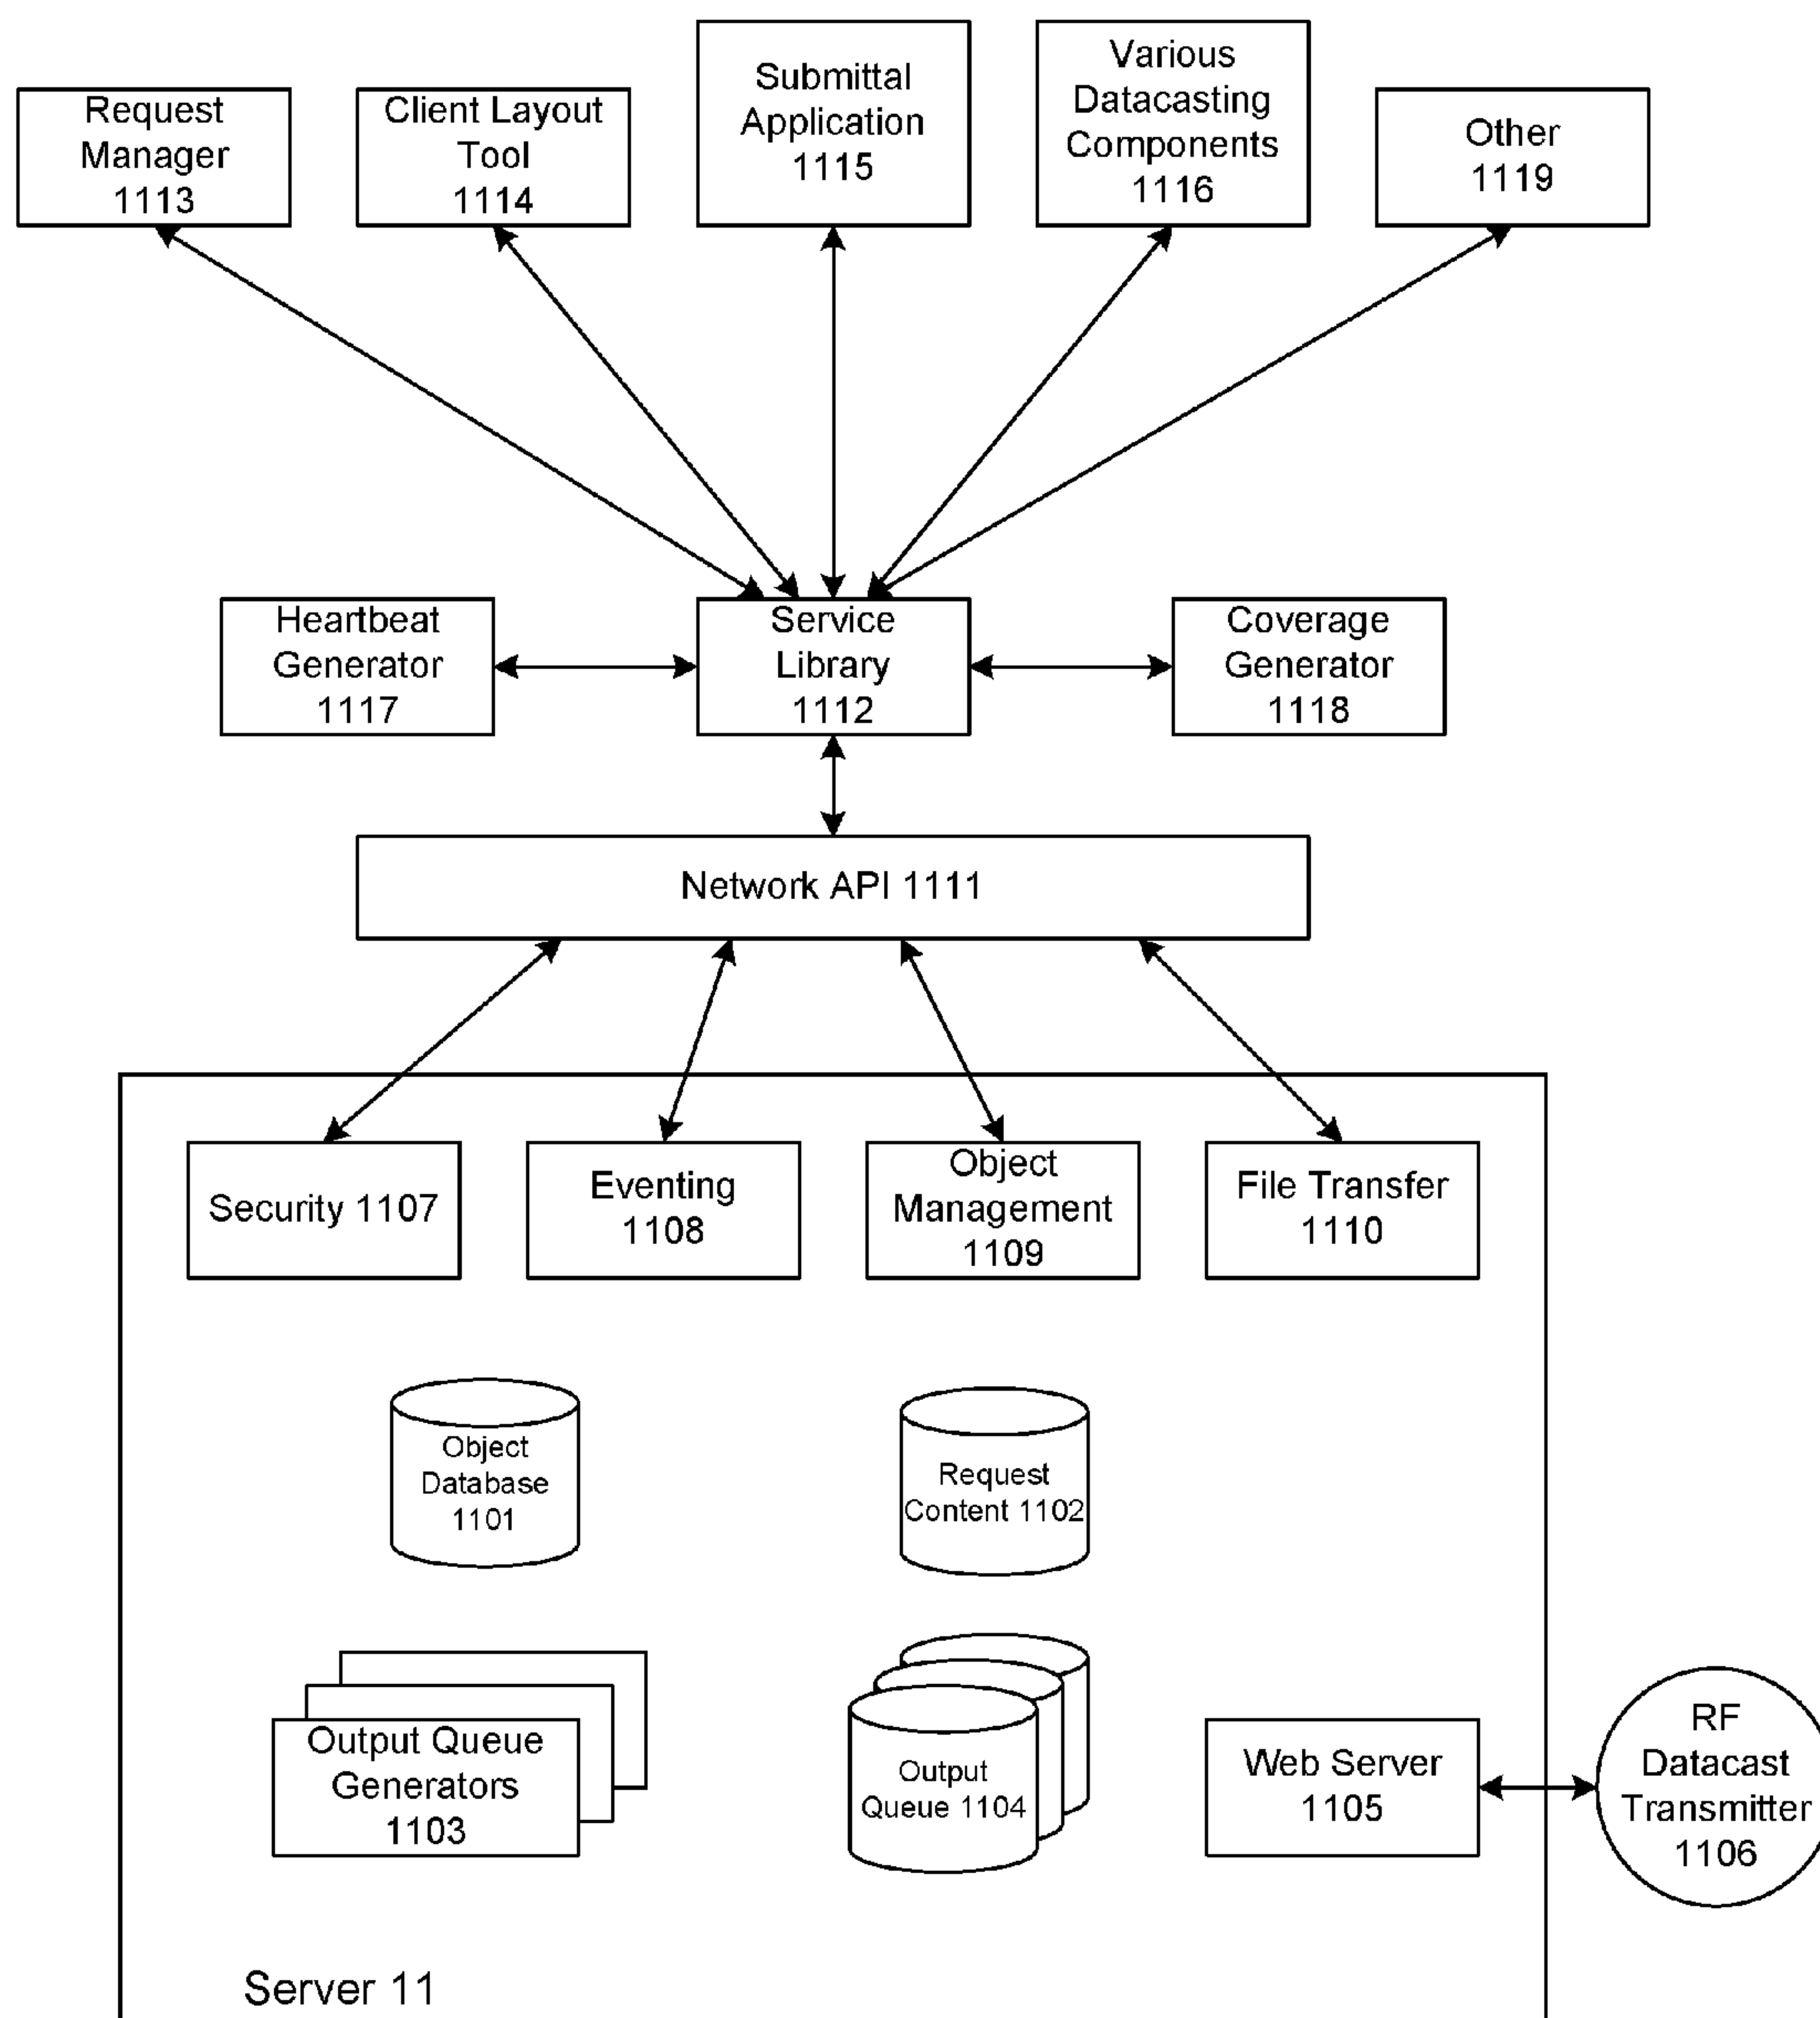 Request
Manager
1113
Client Layout
Tool
1114
Submittal
Application
1115
Various
Datacasting
Components
1116
Other
1119
Heartbeat
Generator
1117
Service
Library
1112
Coverage
Generator
1118
Network API 1111
Security 1107
Eventing
1108
Object
Management
1109
File Transfer
1110
Object
Database
1101
Request
Content 1102
Output Queue
Generators
1103
Output
Queue 1104
Web Server
1105
RF
Datacast
Transmitter
1106
Server 11